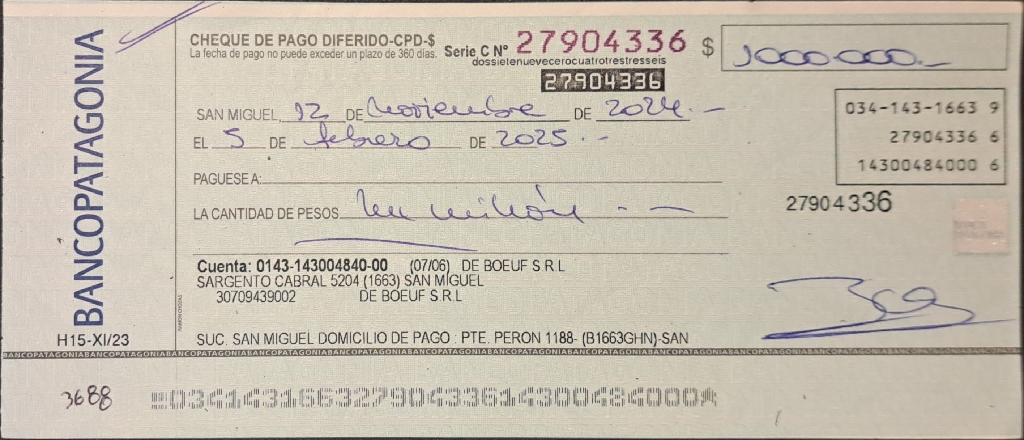 BANCOPATAGONIA
H15-XI/23
CHEQUE DE PAGO DIFERIDO-CPD-$
La fecha de pago no puede exceder un plazo de 360 días.
Serie C Nº 27904336
dossietenuevecerocuatrotrestresseis
27904336
$ 1000000.-
SAN MIGUEL, 12 DE Noviembre DE 2024.-
EL 5 DE febrero DE 2025.-
034-143-1663 9
27904336 6
14300484000 6
PAGUESE A:
LA CANTIDAD DE PESOS Un millón . - -
27904336
Cuenta: 0143-143004840-00 (07/06) DE BOEUF S R L
SARGENTO CABRAL 5204 (1663) SAN MIGUEL
30709439002 DE BOEUF S R L
SUC. SAN MIGUEL DOMICILIO DE PAGO : PTE. PERON 1188- (B1663GHN)-SAN
BANCOPATAGONIABANCOPATAGONIABANCOPATAGONIABANCOPATAGONIABANCOPATAGONIABANCOPATAGONIABANCOPATAGONIABANCOPATAGONIABANCOPATAGONIABANCOPATAGONIA
3688
03414316632790433614300484000